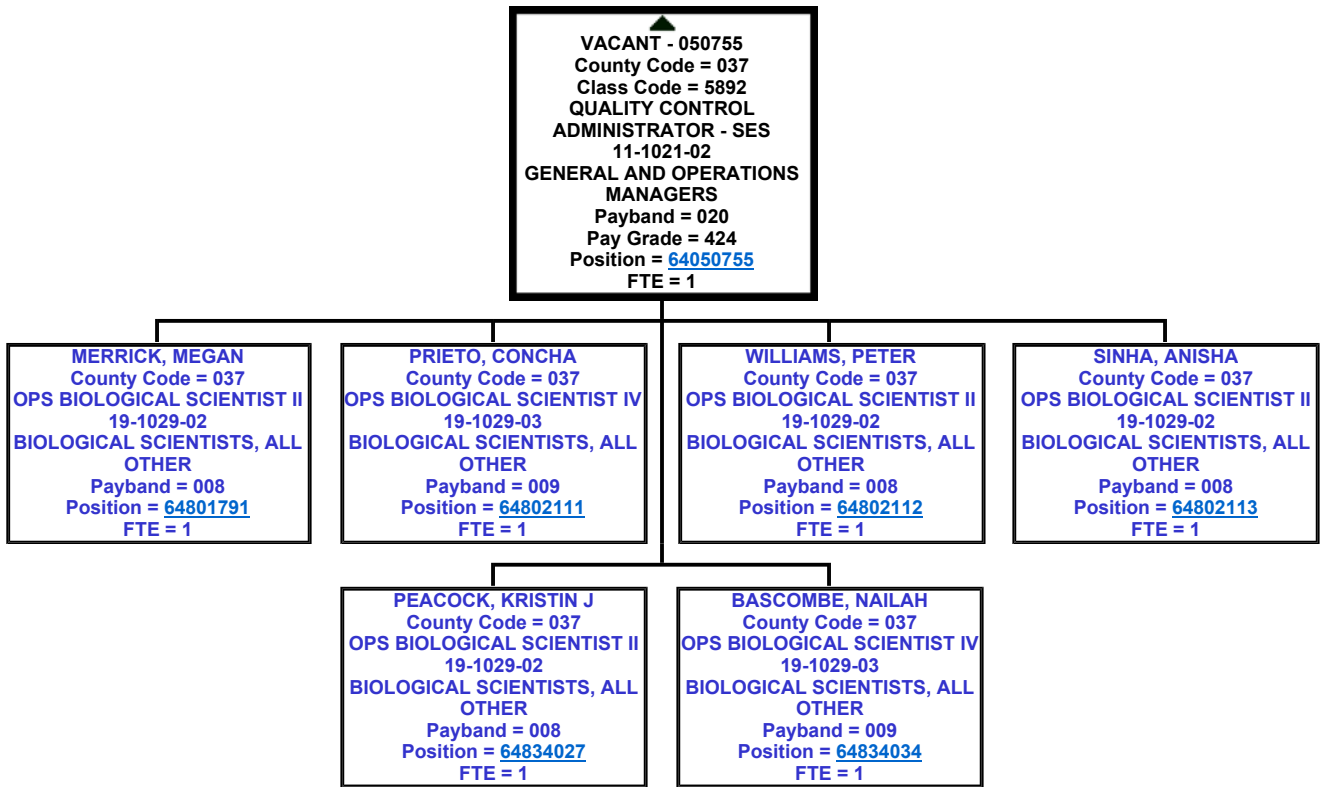 VACANT - 050755
County Code = 037
Class Code = 5892
QUALITY CONTROL
ADMINISTRATOR - SES
11-1021-02
GENERAL AND OPERATIONS
MANAGERS
Payband = 020
Pay Grade = 424
Position = 64050755
FTE = 1
MERRICK, MEGAN
County Code = 037
OPS BIOLOGICAL SCIENTIST II
19-1029-02
BIOLOGICAL SCIENTISTS, ALL
OTHER
Payband = 008
Position = 64801791
FTE = 1
PRIETO, CONCHA
County Code = 037
OPS BIOLOGICAL SCIENTIST IV
19-1029-03
BIOLOGICAL SCIENTISTS, ALL
OTHER
Payband = 009
Position = 64802111
FTE = 1
WILLIAMS, PETER
County Code = 037
OPS BIOLOGICAL SCIENTIST II
19-1029-02
BIOLOGICAL SCIENTISTS, ALL
OTHER
Payband = 008
Position = 64802112
FTE = 1
SINHA, ANISHA
County Code = 037
OPS BIOLOGICAL SCIENTIST II
19-1029-02
BIOLOGICAL SCIENTISTS, ALL
OTHER
Payband = 008
Position = 64802113
FTE = 1
PEACOCK, KRISTIN J
County Code = 037
OPS BIOLOGICAL SCIENTIST II
19-1029-02
BIOLOGICAL SCIENTISTS, ALL
OTHER
Payband = 008
Position = 64834027
FTE = 1
BASCOMBE, NAILAH
County Code = 037
OPS BIOLOGICAL SCIENTIST IV
19-1029-03
BIOLOGICAL SCIENTISTS, ALL
OTHER
Payband = 009
Position = 64834034
FTE = 1